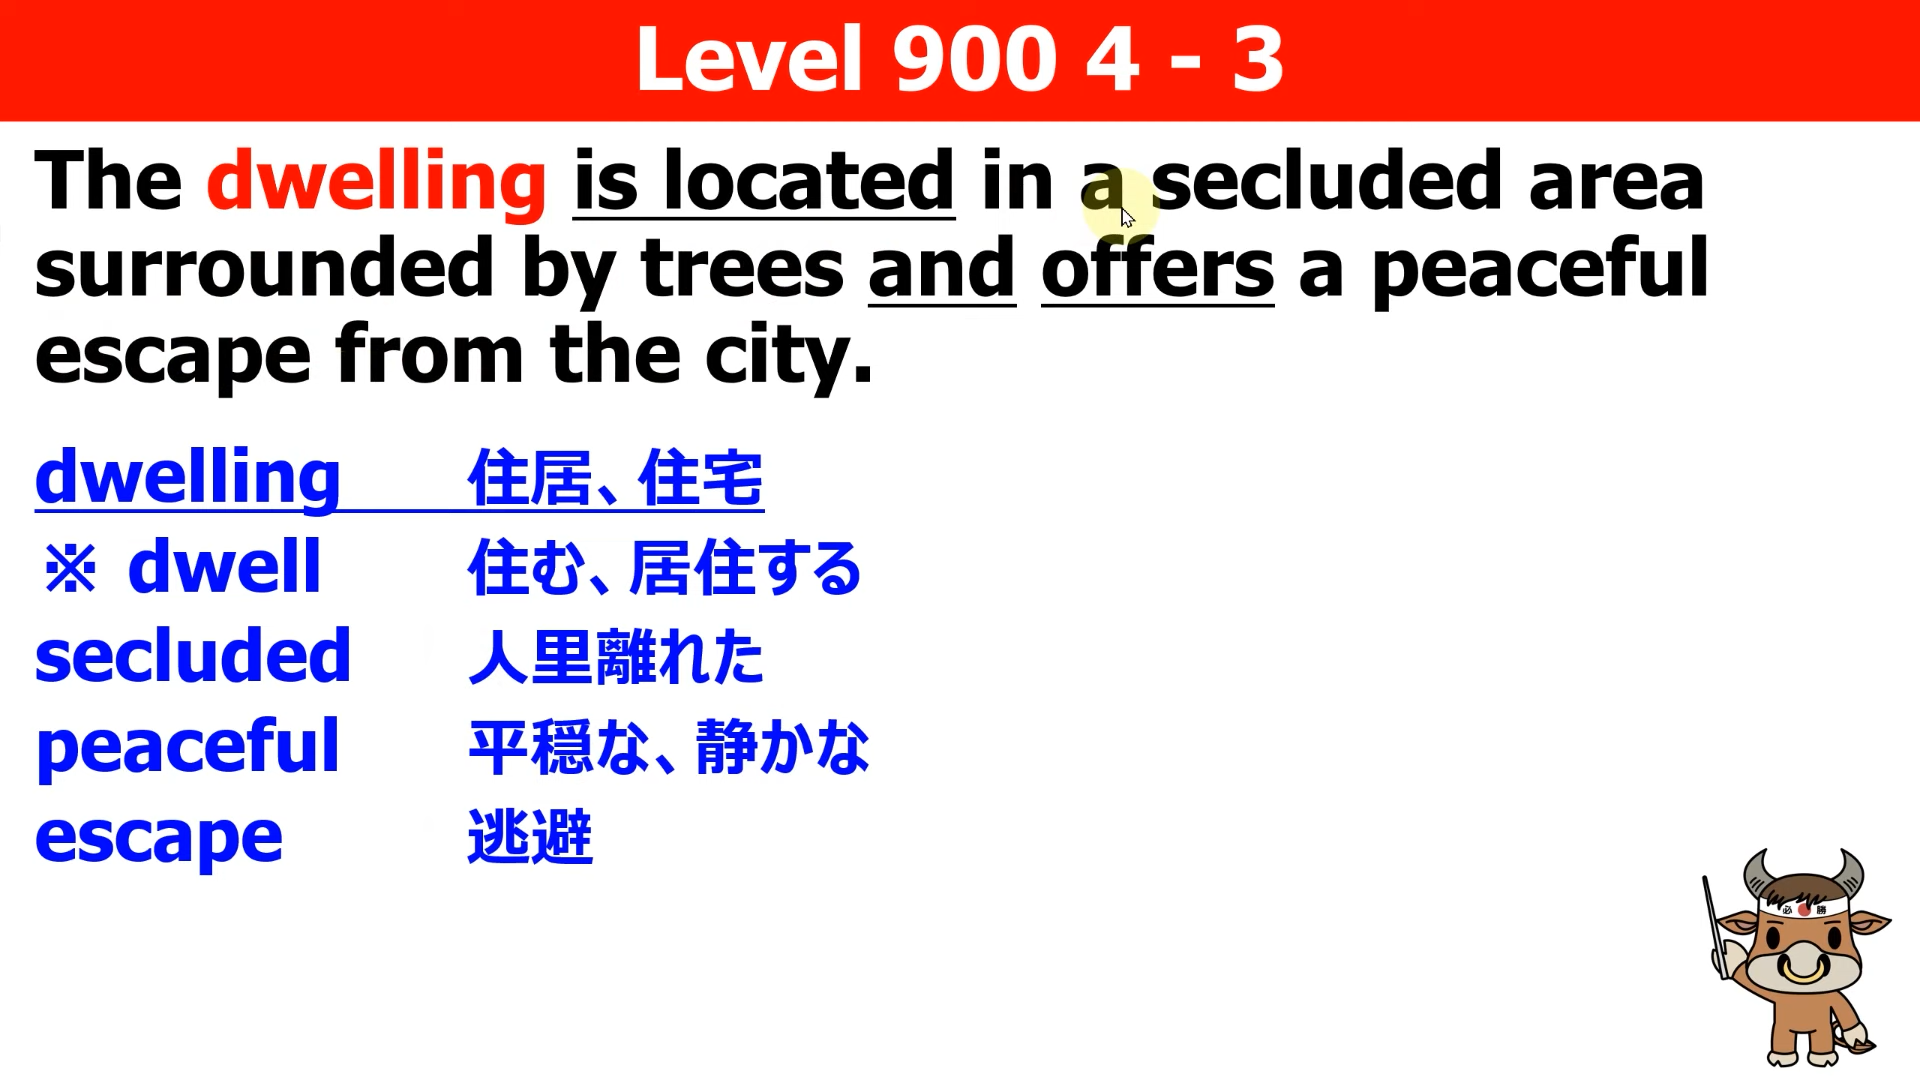 Level 900 4 - 3
The dwelling is located in a secluded area
surrounded by trees and offers a peaceful
escape from the city.
dwelling 住居、住宅
※ dwell 住む、居住する
secluded 人里離れた
peaceful 平穏な、静かな
escape 逃避
必勝